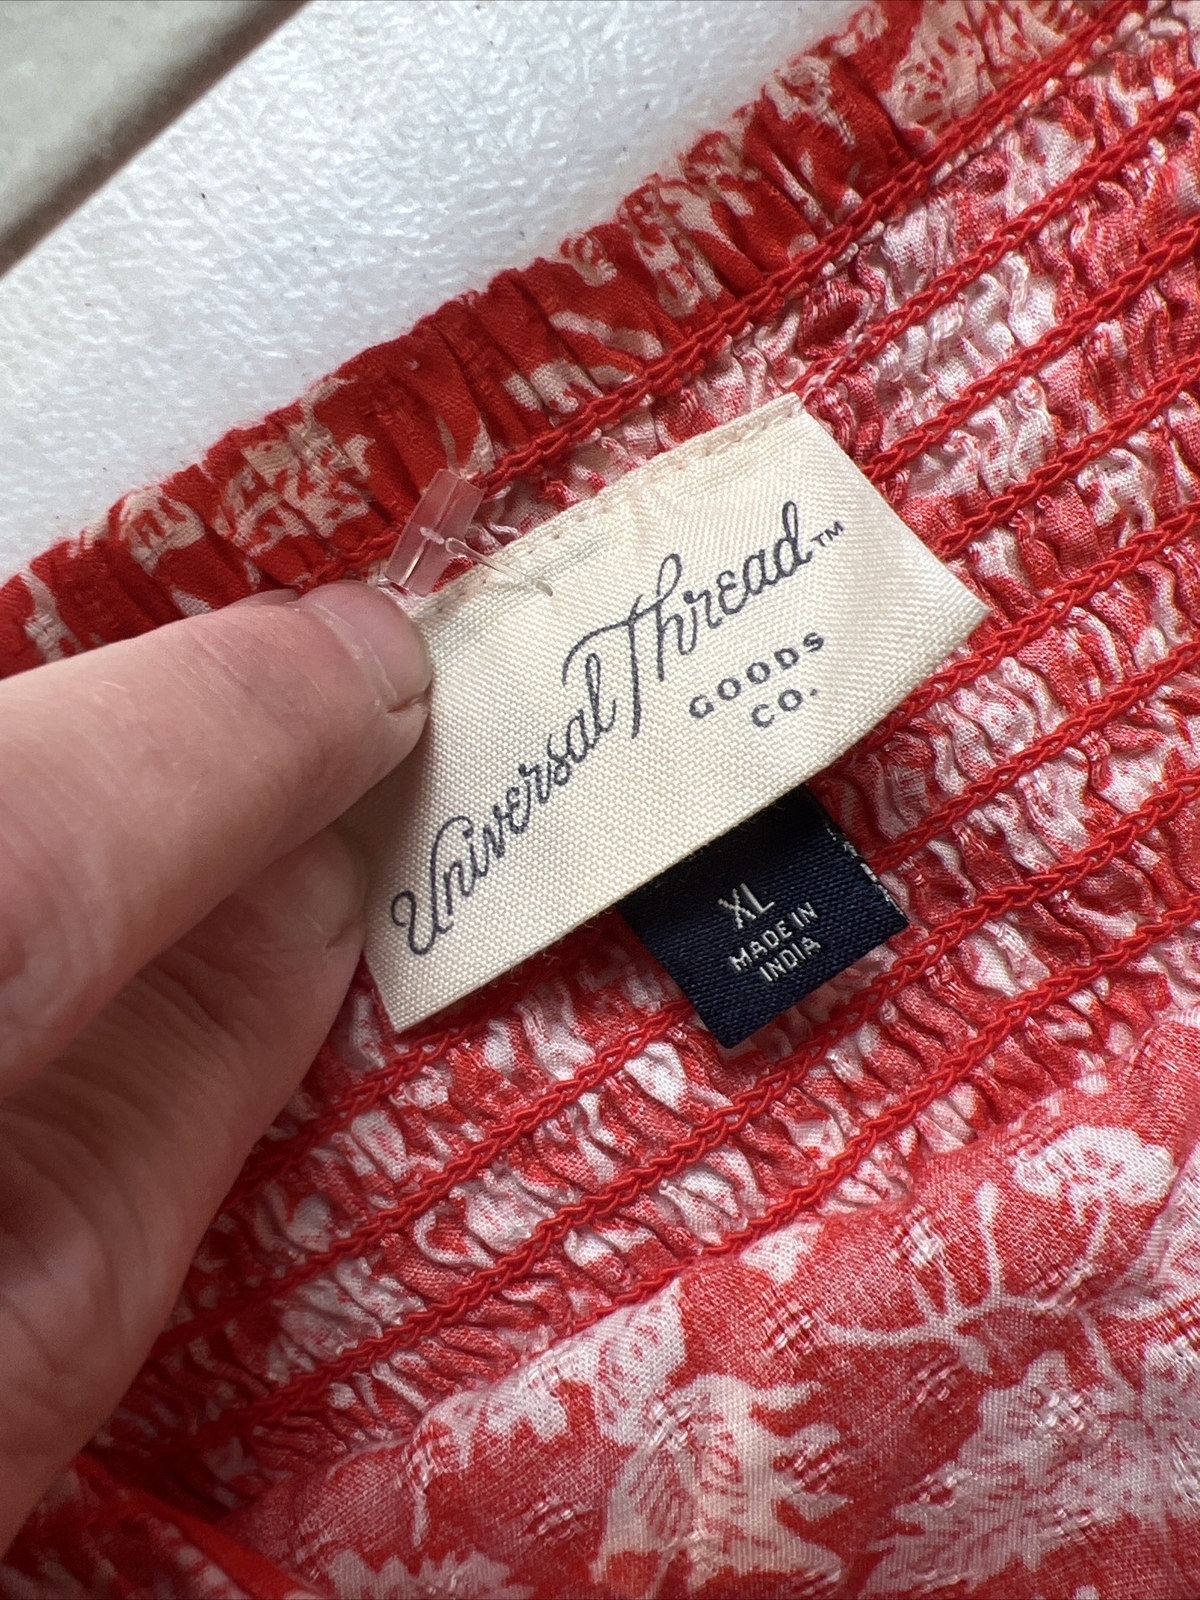 Universal Thread™
GOODS
CO.
XL
MADE IN
INDIA